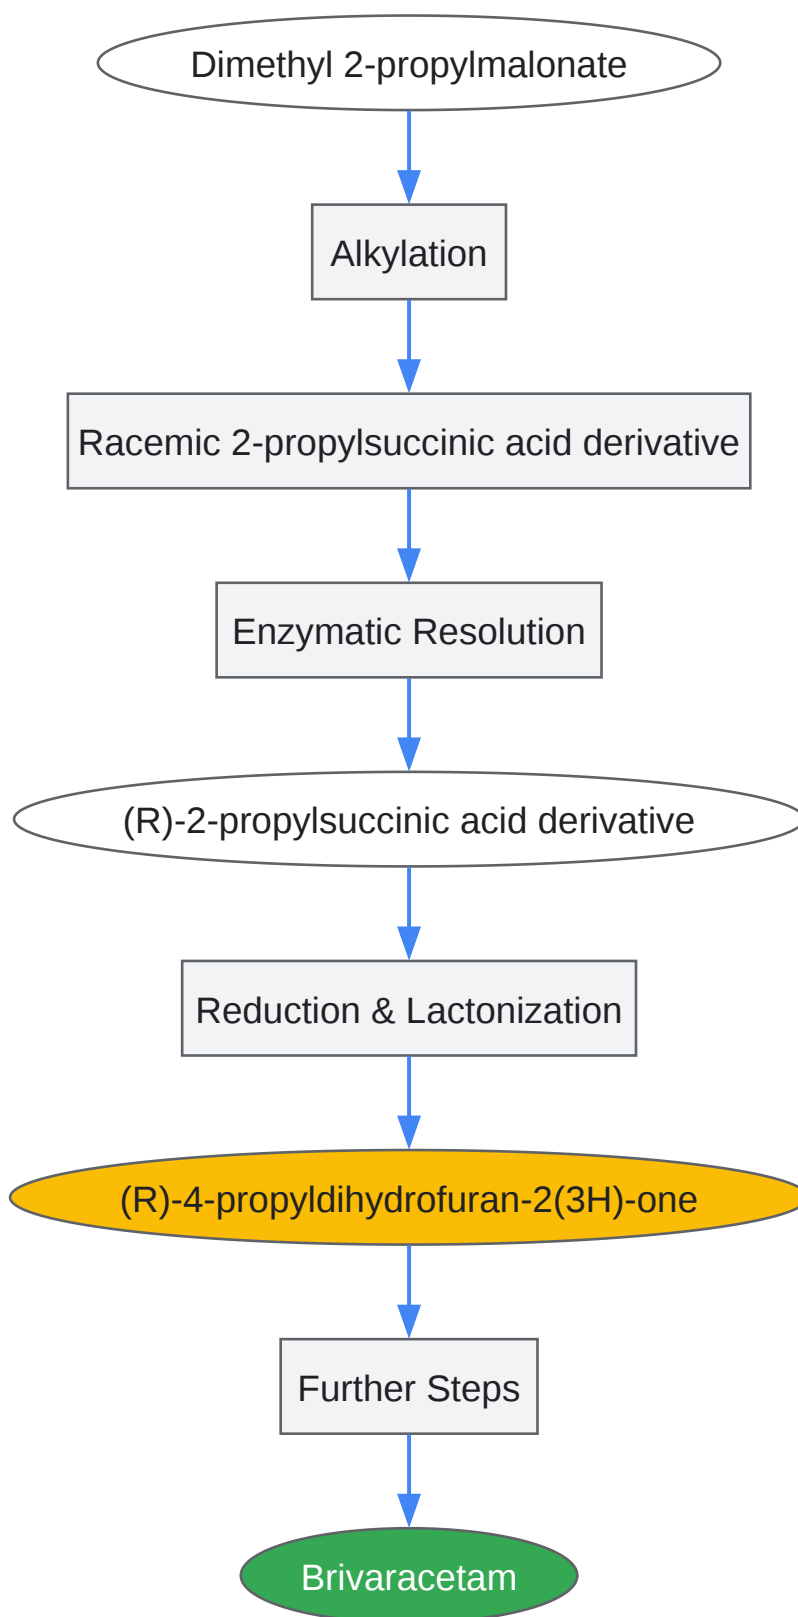 Dimethyl 2-propylmalonate
Alkylation
Racemic 2-propylsuccinic acid derivative
Enzymatic Resolution
(R)-2-propylsuccinic acid derivative
Reduction & Lactonization
(R)-4-propyldihydrofuran-2(3H)-one
Further Steps
Brivaracetam